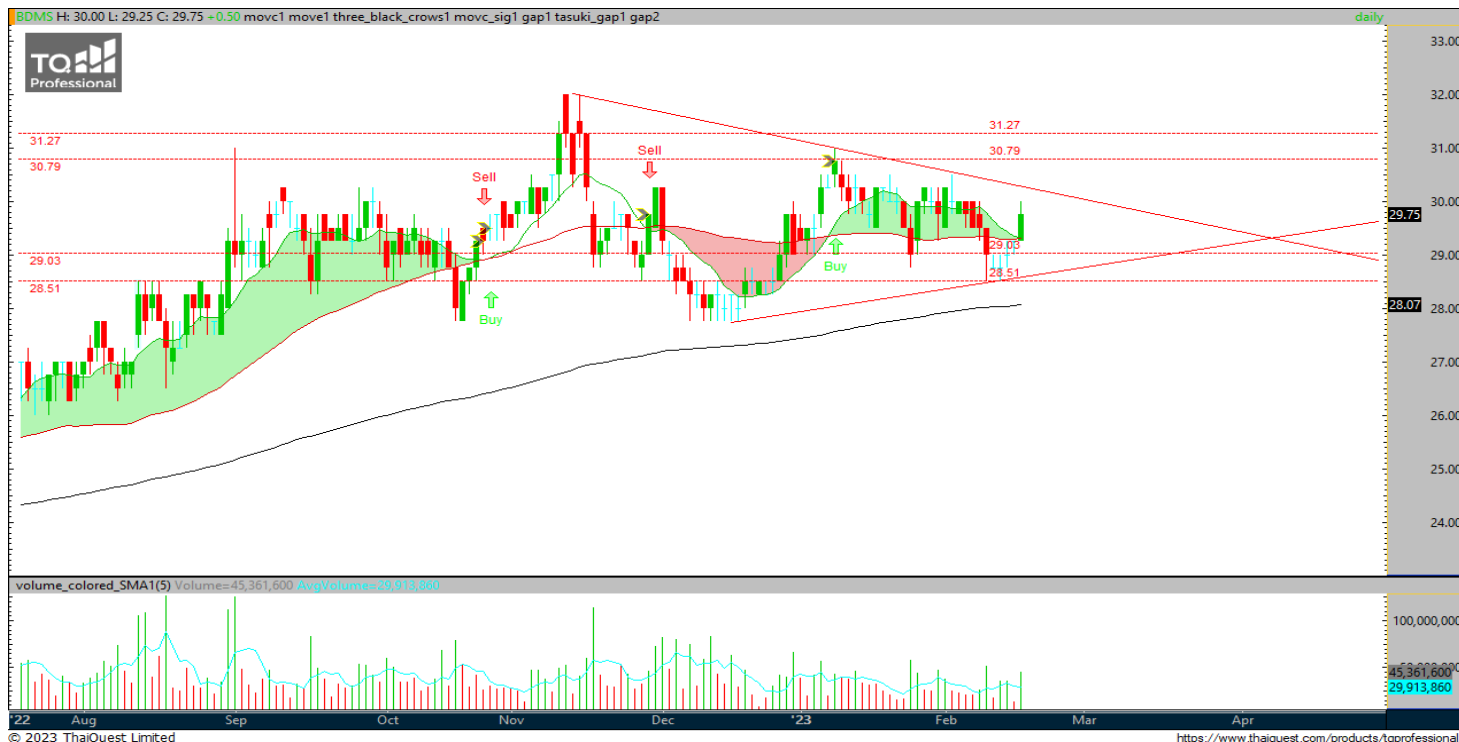 BDMS H: 30.00 L: 29.25 C: 29.75 +0.50 movc1 move1 three_black_crows1 movc_sig1 gap1 tasuki_gap1 gap2 daily
TQ
Professional
33.00
32.00
31.27
31.27
31.00
30.79
30.79
Sell
Sell
30.00
29.75
29.03
29.03
29.00
Buy
28.51
28.51
Buy
28.07
28.00
27.00
26.00
25.00
24.00
volume_colored_SMA1(5) Volume=45,361,600 AvgVolume=29,913,860
100,000,000
45,361,600
29,913,860
'22 Aug Sep Oct Nov Dec '23 Feb Mar Apr
© 2023 ThaiQuest Limited
https://www.thaiquest.com/products/tqprofessional